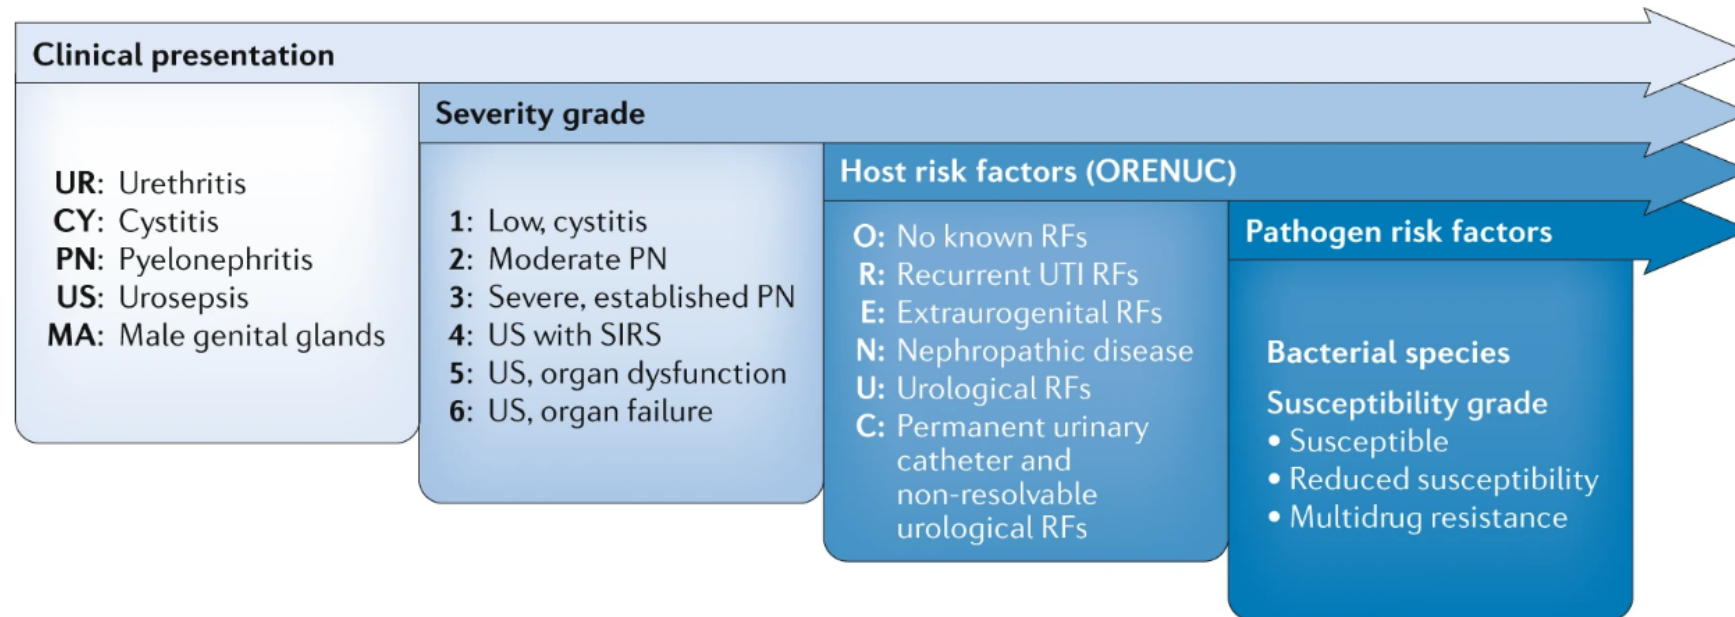 Clinical presentation
UR: Urethritis
CY: Cystitis
PN: Pyelonephritis
US: Urosepsis
MA: Male genital glands
Severity grade
1: Low, cystitis
2: Moderate PN
3: Severe, established PN
4: US with SIRS
5: US, organ dysfunction
6: US, organ failure
Host risk factors (ORENUC)
O: No known RFs
R: Recurrent UTI RFs
E: Extraurogenital RFs
N: Nephropathic disease
U: Urological RFs
C: Permanent urinary
catheter and
non-resolvable
urological RFs
Pathogen risk factors
Bacterial species
Susceptibility grade
• Susceptible
• Reduced susceptibility
• Multidrug resistance